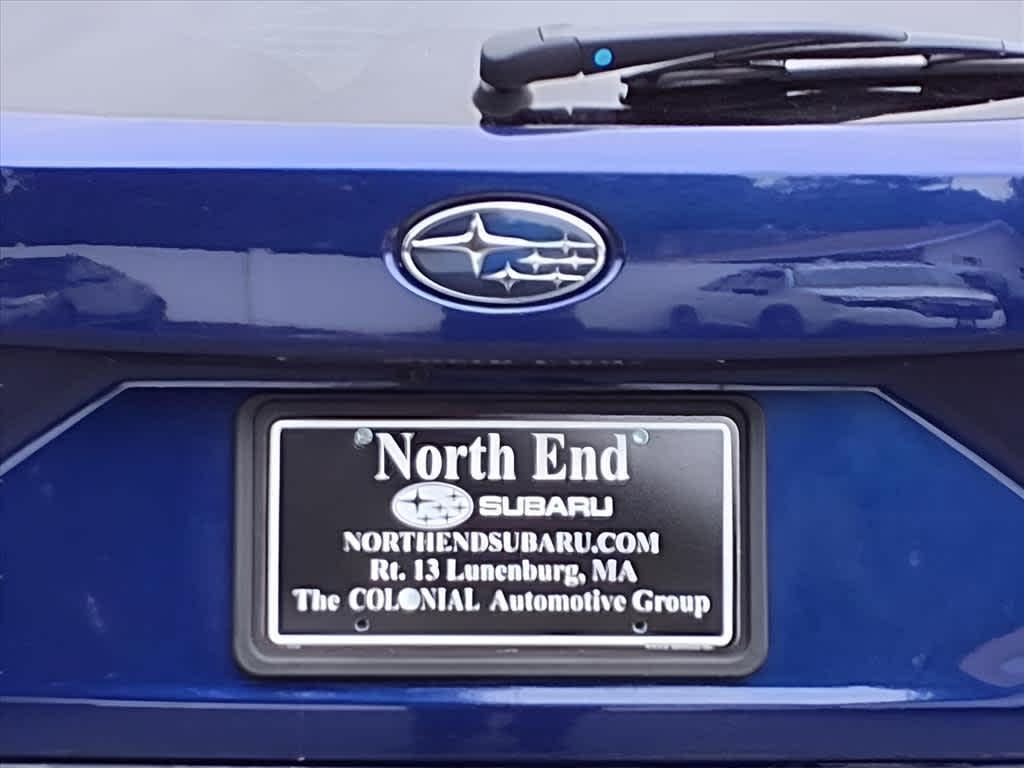 North End
SUBARU
NORTHENDSUBARU.COM
Rt. 13 Lunenburg, MA
The COLONIAL Automotive Group